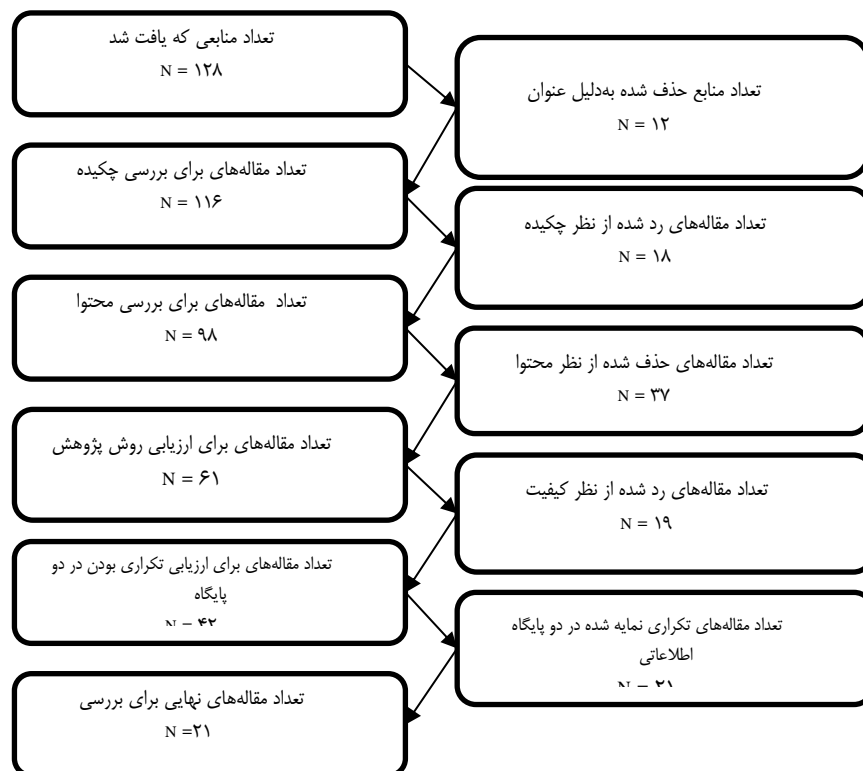 تعداد منابعی که یافت شد
N = ۱۲۸
تعداد منابع حذف شده به‌دلیل عنوان
N = ۱۲
تعداد مقاله‌های برای بررسی چکیده
N = ۱۱۶
تعداد مقاله‌های رد شده از نظر چکیده
N = ۱۸
تعداد مقاله‌های برای بررسی محتوا
N = ۹۸
تعداد مقاله‌های حذف شده از نظر محتوا
N = ۳۷
تعداد مقاله‌های برای ارزیابی روش پژوهش
N = ۶۱
تعداد مقاله‌های رد شده از نظر کیفیت
N = ۱۹
تعداد مقاله‌های برای ارزیابی تکراری بودن در دو
پایگاه
N = ۴۲
تعداد مقاله‌های تکراری نمایه شده در دو پایگاه
اطلاعاتی
N = ۲۱
تعداد مقاله‌های نهایی برای بررسی
N =۲۱